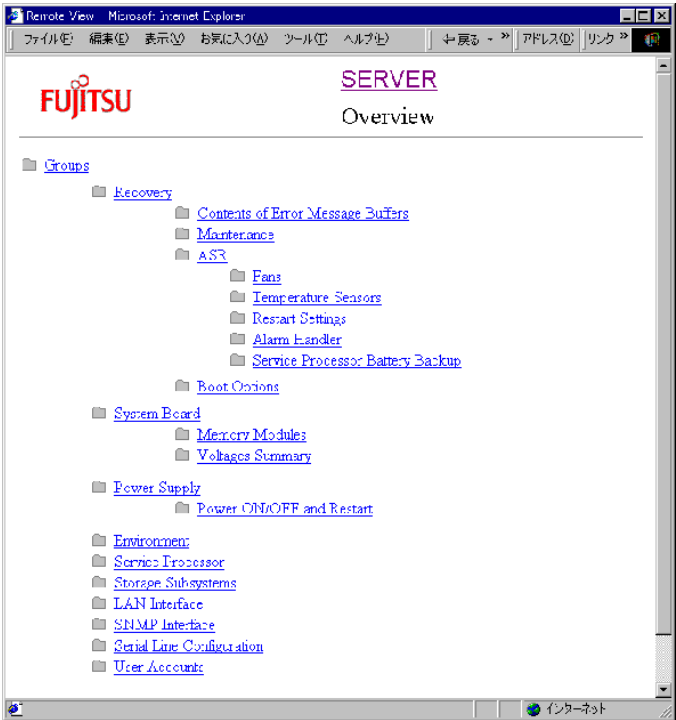 Remote View - Microsoft Internet Explorer
ファイル(F) 編集(E) 表示(V) お気に入り(A) ツール(T) ヘルプ(H) 戻る » アドレス(D) リンク »
FUJITSU
SERVER
Overview
Groups
Recovery
Contents of Error Message Buffers
Maintenance
ASR
Fans
Temperature Sensors
Restart Settings
Alarm Handler
Service Processor Battery Backup
Boot Options
System Board
Memory Modules
Voltages Summary
Power Supply
Power ON/OFF and Restart
Environment
Service Processor
Storage Subsystems
LAN Interface
SNMP Interface
Serial Line Configuration
User Accounts
インターネット